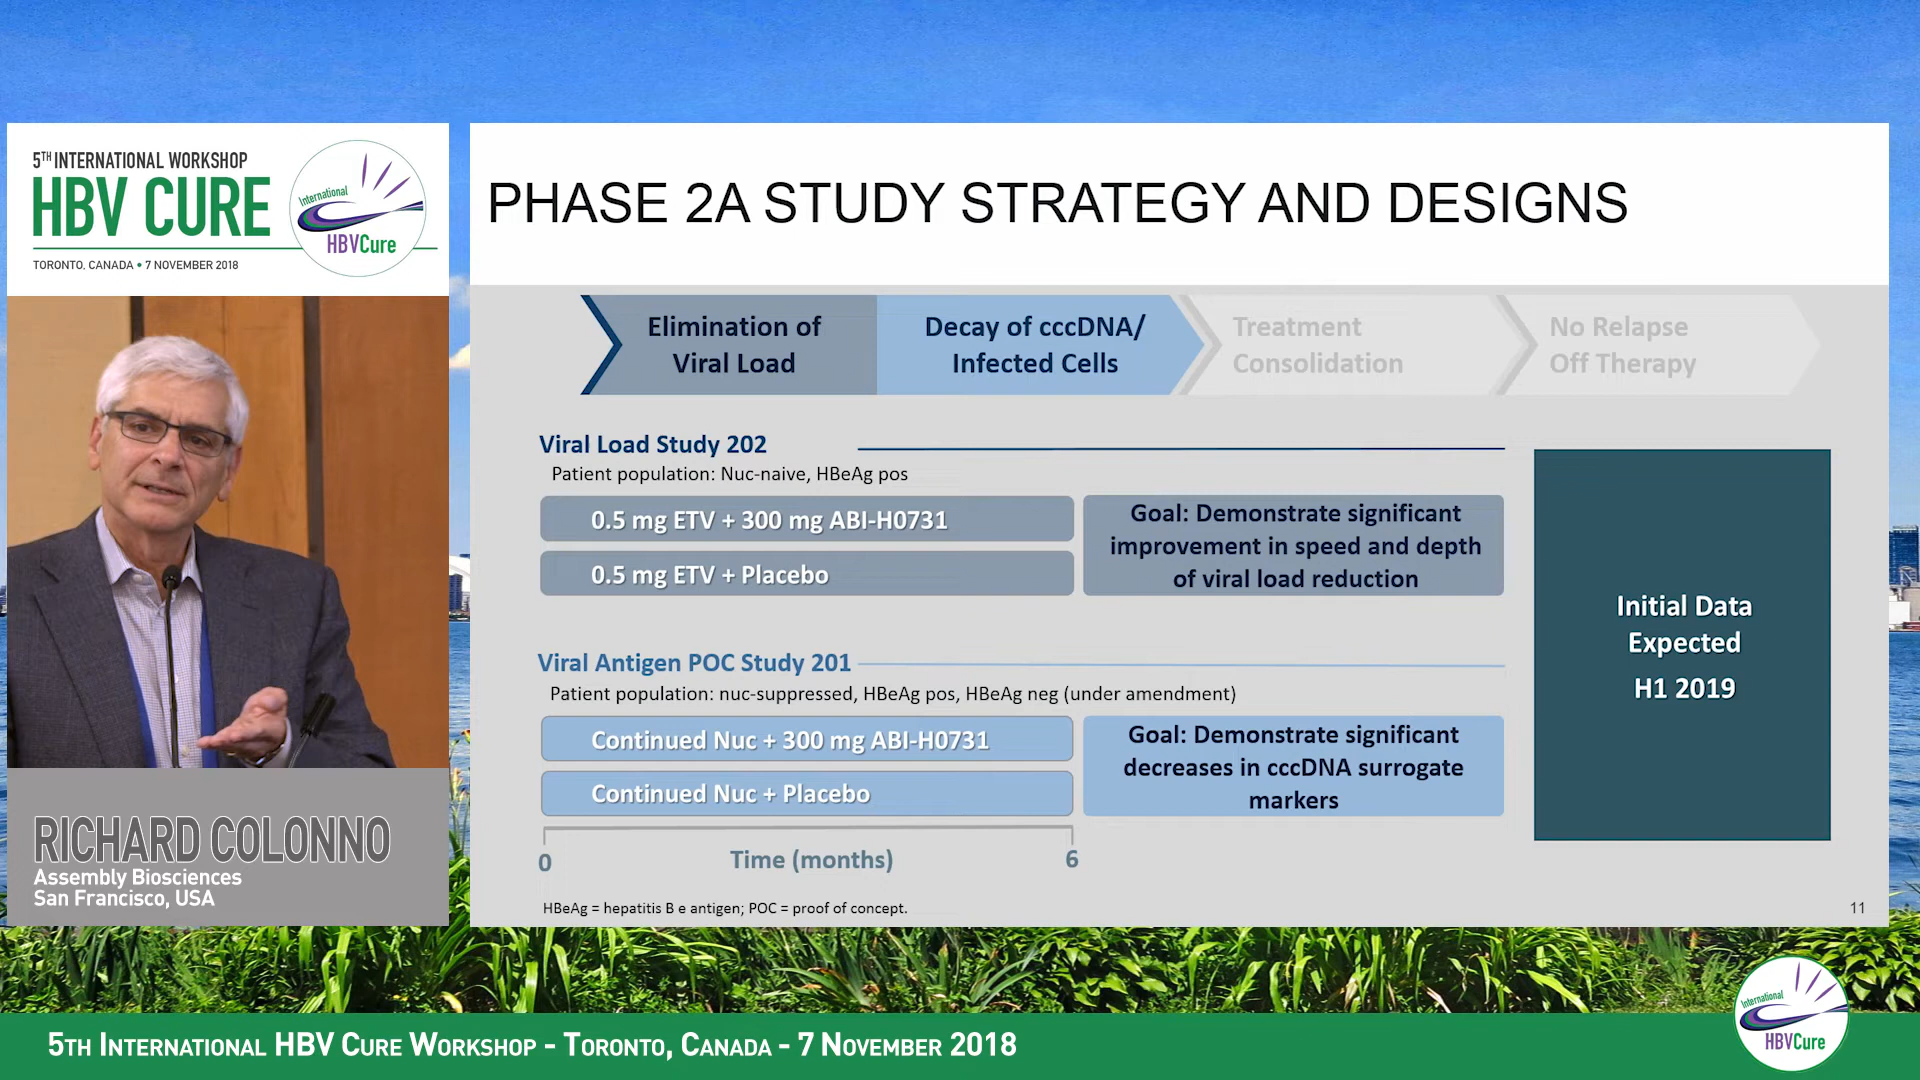 5TH INTERNATIONAL WORKSHOP
HBV CURE
TORONTO, CANADA • 7 NOVEMBER 2018
International
HBVCure
RICHARD COLONNO
Assembly Biosciences
San Francisco, USA
PHASE 2A STUDY STRATEGY AND DESIGNS
Elimination of
Viral Load
Decay of cccDNA/
Infected Cells
Treatment
Consolidation
No Relapse
Off Therapy
Viral Load Study 202
Patient population: Nuc-naive, HBeAg pos
0.5 mg ETV + 300 mg ABI-H0731
0.5 mg ETV + Placebo
Goal: Demonstrate significant
improvement in speed and depth
of viral load reduction
Viral Antigen POC Study 201
Patient population: nuc-suppressed, HBeAg pos, HBeAg neg (under amendment)
Continued Nuc + 300 mg ABI-H0731
Continued Nuc + Placebo
Goal: Demonstrate significant
decreases in cccDNA surrogate
markers
0
Time (months)
6
Initial Data
Expected
H1 2019
HBeAg = hepatitis B e antigen; POC = proof of concept.
11
5TH INTERNATIONAL HBV CURE WORKSHOP - TORONTO, CANADA - 7 NOVEMBER 2018
International
HBVCure